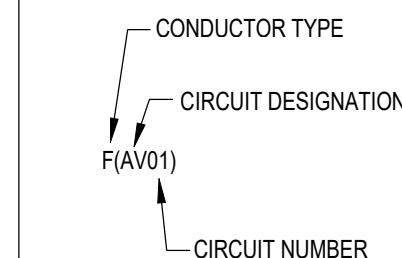 CONDUCTOR TYPE
CIRCUIT DESIGNATION
F(AV01)
CIRCUIT NUMBER